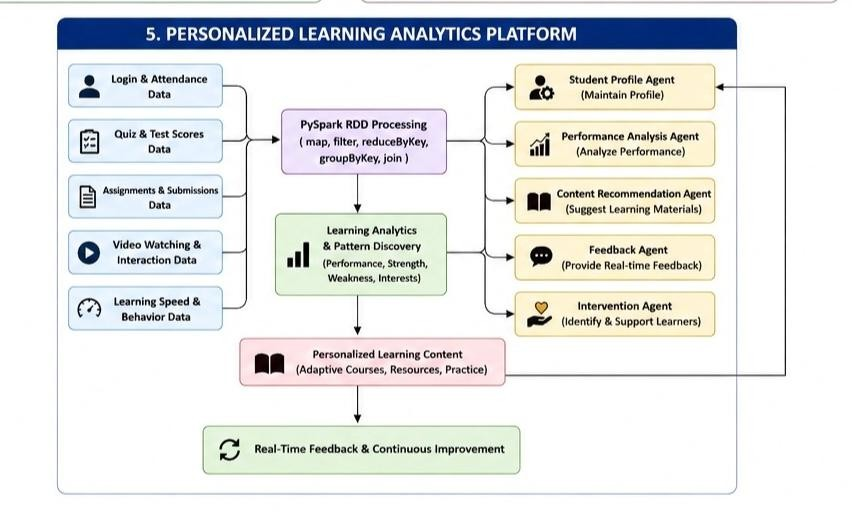 5. PERSONALIZED LEARNING ANALYTICS PLATFORM
Login & Attendance
Data
Quiz & Test Scores
Data
Assignments & Submissions
Data
Video Watching &
Interaction Data
Learning Speed &
Behavior Data
PySpark RDD Processing
( map, filter, reduceByKey,
groupByKey, join )
Learning Analytics
& Pattern Discovery
(Performance, Strength,
Weakness, Interests)
Student Profile Agent
(Maintain Profile)
Performance Analysis Agent
(Analyze Performance)
Content Recommendation Agent
(Suggest Learning Materials)
Feedback Agent
(Provide Real-time Feedback)
Intervention Agent
(Identify & Support Learners)
Personalized Learning Content
(Adaptive Courses, Resources, Practice)
Real-Time Feedback & Continuous Improvement